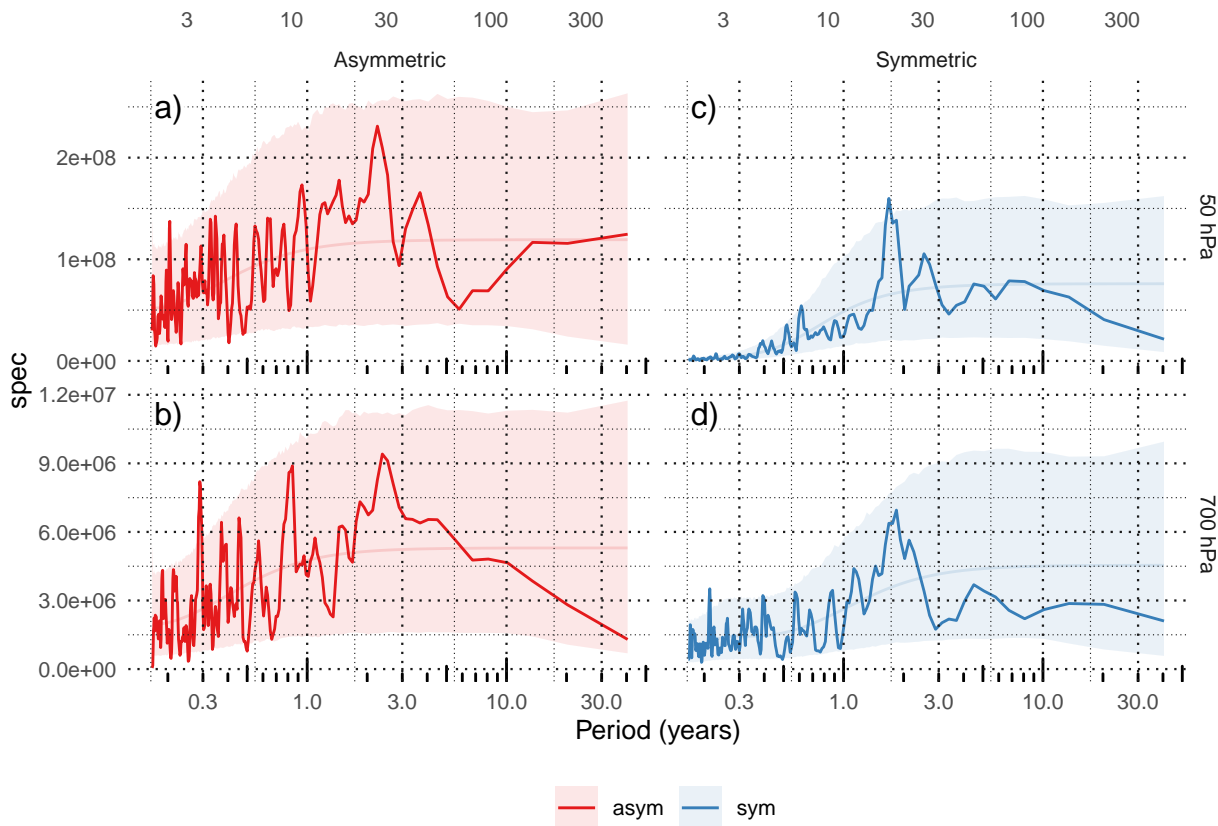 3 10 30 100 300 3 10 30 100 300
Asymmetric Symmetric
a) c)
2e+08
1e+08
0e+00
50 hPa
spec
1.2e+07
b) d)
9.0e+06
6.0e+06
3.0e+06
0.0e+00
700 hPa
0.3 1.0 3.0 10.0 30.0 0.3 1.0 3.0 10.0 30.0
Period (years)
asym sym